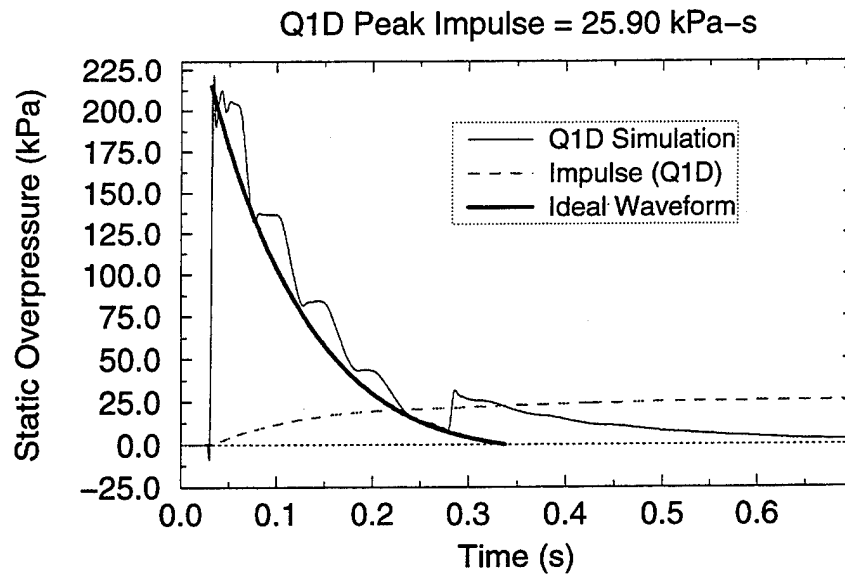 Q1D Peak Impulse = 25.90 kPa-s
Static Overpressure (kPa)
225.0
200.0
175.0
150.0
125.0
100.0
75.0
50.0
25.0
0.0
−25.0
Q1D Simulation
Impulse (Q1D)
Ideal Waveform
0.0 0.1 0.2 0.3 0.4 0.5 0.6
Time (s)